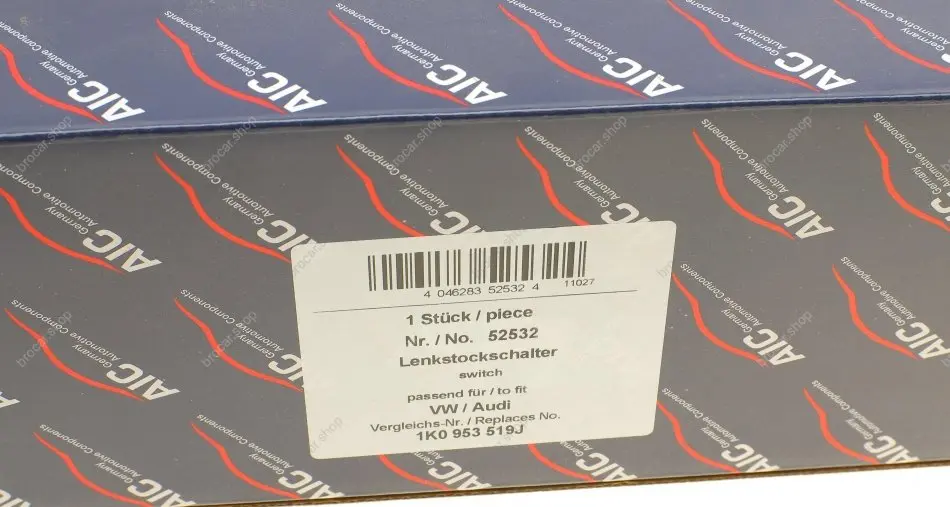 AIC Germany
Automotive Components
brocar.shop
4 046283 52532 4
11027
1 Stück / piece
Nr. / No. 52532
Lenkstockschalter
switch
passend für / to fit
VW / Audi
Vergleichs-Nr. / Replaces No.
1K0 953 519J